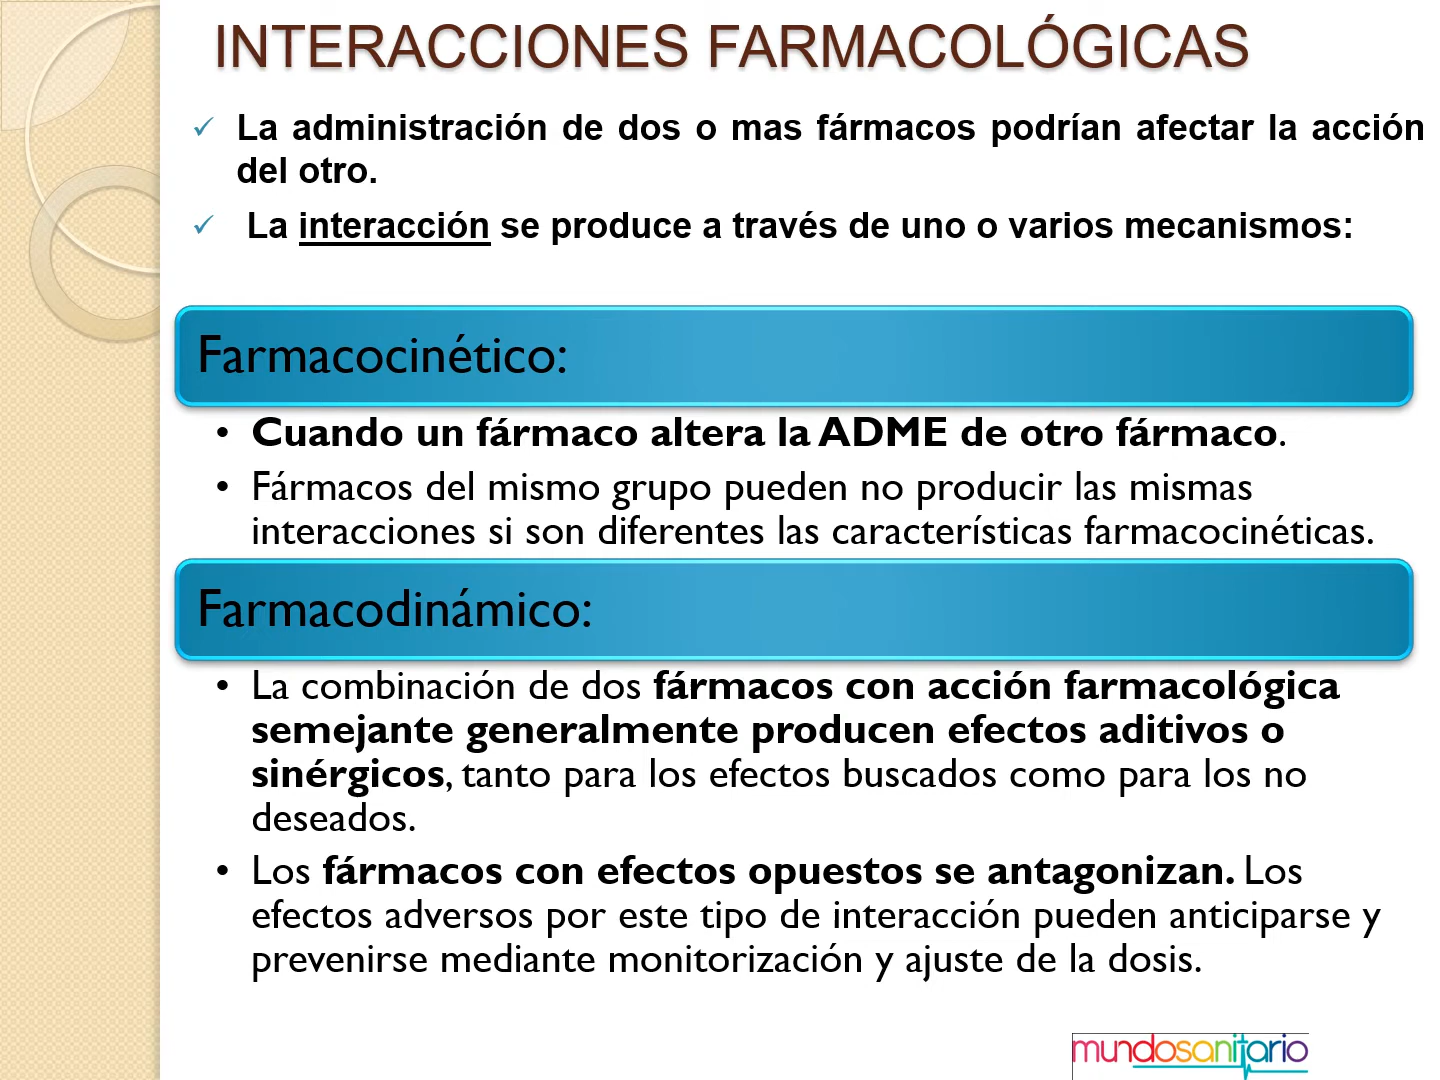 INTERACCIONES FARMACOLÓGICAS
✓ La administración de dos o mas fármacos podrían afectar la acción
del otro.
✓ La interacción se produce a través de uno o varios mecanismos:
Farmacocinético:
• Cuando un fármaco altera la ADME de otro fármaco.
• Fármacos del mismo grupo pueden no producir las mismas
interacciones si son diferentes las características farmacocinéticas.
Farmacodinámico:
• La combinación de dos fármacos con acción farmacológica
semejante generalmente producen efectos aditivos o
sinérgicos, tanto para los efectos buscados como para los no
deseados.
• Los fármacos con efectos opuestos se antagonizan. Los
efectos adversos por este tipo de interacción pueden anticiparse y
prevenirse mediante monitorización y ajuste de la dosis.
mundosanitario